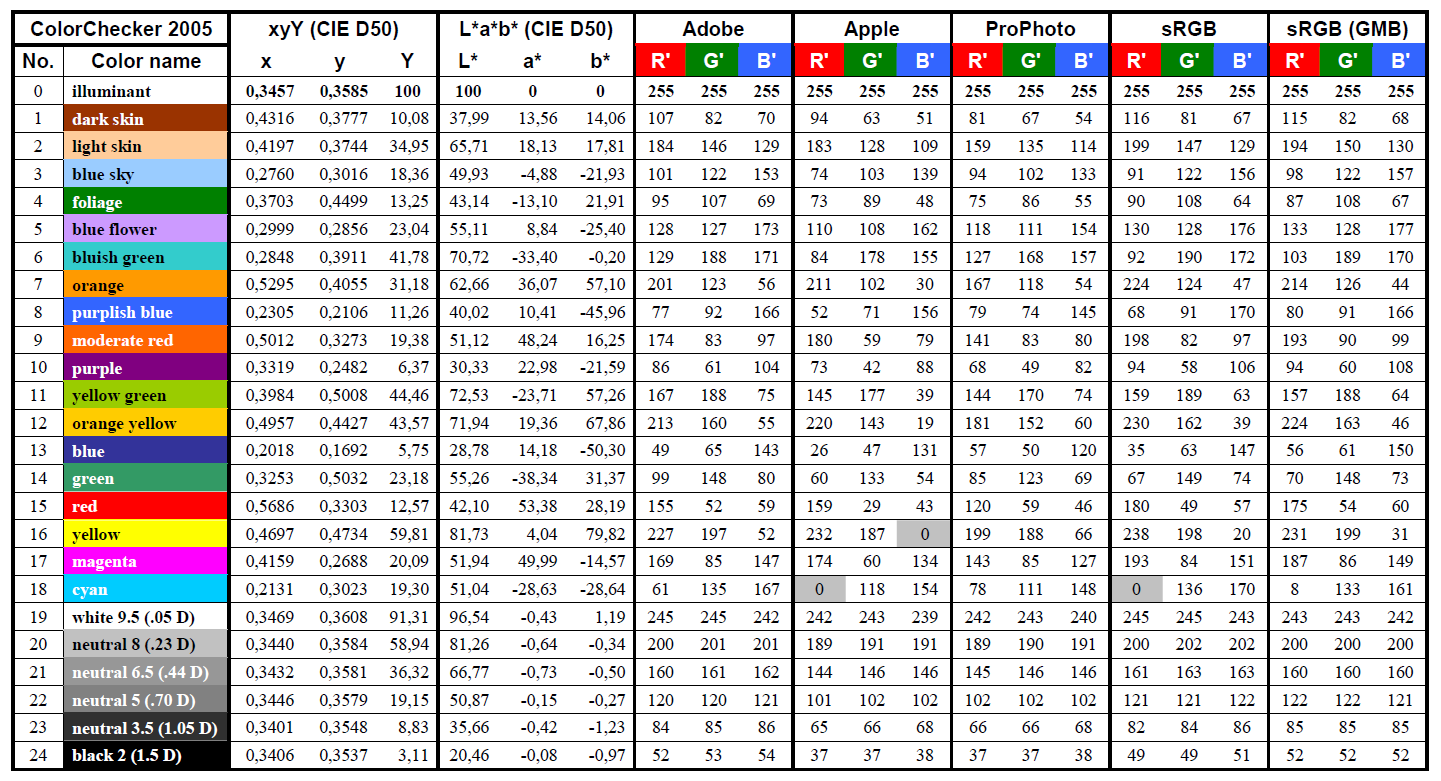 ColorChecker 2005 xyY (CIE D50) L*a*b* (CIE D50) Adobe Apple ProPhoto sRGB sRGB (GMB)
No. Color name x y Y L* a* b* R' G' B' R' G' B' R' G' B' R' G' B' R' G' B'
0 illuminant 0,3457 0,3585 100 100 0 0 255 255 255 255 255 255 255 255 255 255 255 255 255 255 255
1 dark skin 0,4316 0,3777 10,08 37,99 13,56 14,06 107 82 70 94 63 51 81 67 54 116 81 67 115 82 68
2 light skin 0,4197 0,3744 34,95 65,71 18,13 17,81 184 146 129 183 128 109 159 135 114 199 147 129 194 150 130
3 blue sky 0,2760 0,3016 18,36 49,93 -4,88 -21,93 101 122 153 74 103 139 94 102 133 91 122 156 98 122 157
4 foliage 0,3703 0,4499 13,25 43,14 -13,10 21,91 95 107 69 73 89 48 75 86 55 90 108 64 87 108 67
5 blue flower 0,2999 0,2856 23,04 55,11 8,84 -25,40 128 127 173 110 108 162 118 111 154 130 128 176 133 128 177
6 bluish green 0,2848 0,3911 41,78 70,72 -33,40 -0,20 129 188 171 84 178 155 127 168 157 92 190 172 103 189 170
7 orange 0,5295 0,4055 31,18 62,66 36,07 57,10 201 123 56 211 102 30 167 118 54 224 124 47 214 126 44
8 purplish blue 0,2305 0,2106 11,26 40,02 10,41 -45,96 77 92 166 52 71 156 79 74 145 68 91 170 80 91 166
9 moderate red 0,5012 0,3273 19,38 51,12 48,24 16,25 174 83 97 180 59 79 141 83 80 198 82 97 193 90 99
10 purple 0,3319 0,2482 6,37 30,33 22,98 -21,59 86 61 104 73 42 88 68 49 82 94 58 106 94 60 108
11 yellow green 0,3984 0,5008 44,46 72,53 -23,71 57,26 167 188 75 145 177 39 144 170 74 159 189 63 157 188 64
12 orange yellow 0,4957 0,4427 43,57 71,94 19,36 67,86 213 160 55 220 143 19 181 152 60 230 162 39 224 163 46
13 blue 0,2018 0,1692 5,75 28,78 14,18 -50,30 49 65 143 26 47 131 57 50 120 35 63 147 56 61 150
14 green 0,3253 0,5032 23,18 55,26 -38,34 31,37 99 148 80 60 133 54 85 123 69 67 149 74 70 148 73
15 red 0,5686 0,3303 12,57 42,10 53,38 28,19 155 52 59 159 29 43 120 59 46 180 49 57 175 54 60
16 yellow 0,4697 0,4734 59,81 81,73 4,04 79,82 227 197 52 232 187 0 199 188 66 238 198 20 231 199 31
17 magenta 0,4159 0,2688 20,09 51,94 49,99 -14,57 169 85 147 174 60 134 143 85 127 193 84 151 187 86 149
18 cyan 0,2131 0,3023 19,30 51,04 -28,63 -28,64 61 135 167 0 118 154 78 111 148 0 136 170 8 133 161
19 white 9.5 (.05 D) 0,3469 0,3608 91,31 96,54 -0,43 1,19 245 245 242 242 243 239 242 243 240 245 245 243 243 243 242
20 neutral 8 (.23 D) 0,3440 0,3584 58,94 81,26 -0,64 -0,34 200 201 201 189 191 191 189 190 191 200 202 202 200 200 200
21 neutral 6.5 (.44 D) 0,3432 0,3581 36,32 66,77 -0,73 -0,50 160 161 162 144 146 146 145 146 146 161 163 163 160 160 160
22 neutral 5 (.70 D) 0,3446 0,3579 19,15 50,87 -0,15 -0,27 120 120 121 101 102 102 102 102 102 121 121 122 122 122 121
23 neutral 3.5 (1.05 D) 0,3401 0,3548 8,83 35,66 -0,42 -1,23 84 85 86 65 66 68 66 66 68 82 84 86 85 85 85
24 black 2 (1.5 D) 0,3406 0,3537 3,11 20,46 -0,08 -0,97 52 53 54 37 37 38 37 37 38 49 49 51 52 52 52